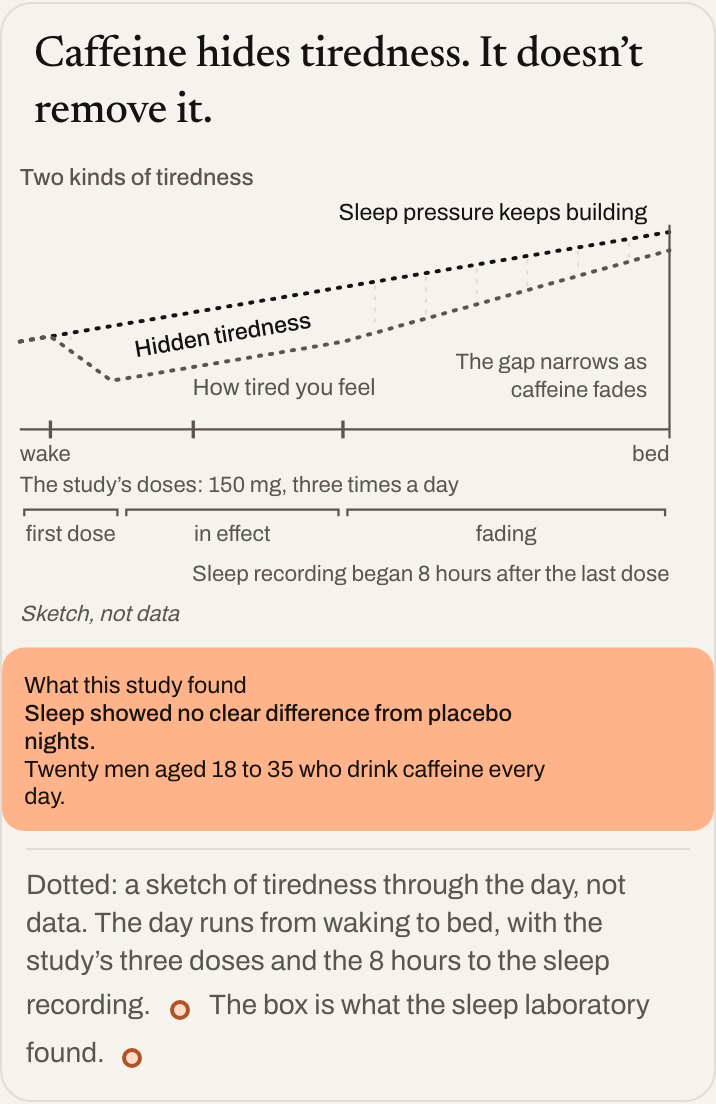 Caffeine hides tiredness. It doesn’t
remove it.
Two kinds of tiredness
Sleep pressure keeps building
Hidden tiredness
How tired you feel
The gap narrows as
caffeine fades
wake
bed
The study’s doses: 150 mg, three times a day
first dose
in effect
fading
Sleep recording began 8 hours after the last dose
Sketch, not data
What this study found
Sleep showed no clear difference from placebo
nights.
Twenty men aged 18 to 35 who drink caffeine every
day.
Dotted: a sketch of tiredness through the day, not
data. The day runs from waking to bed, with the
study’s three doses and the 8 hours to the sleep
recording. The box is what the sleep laboratory
found.